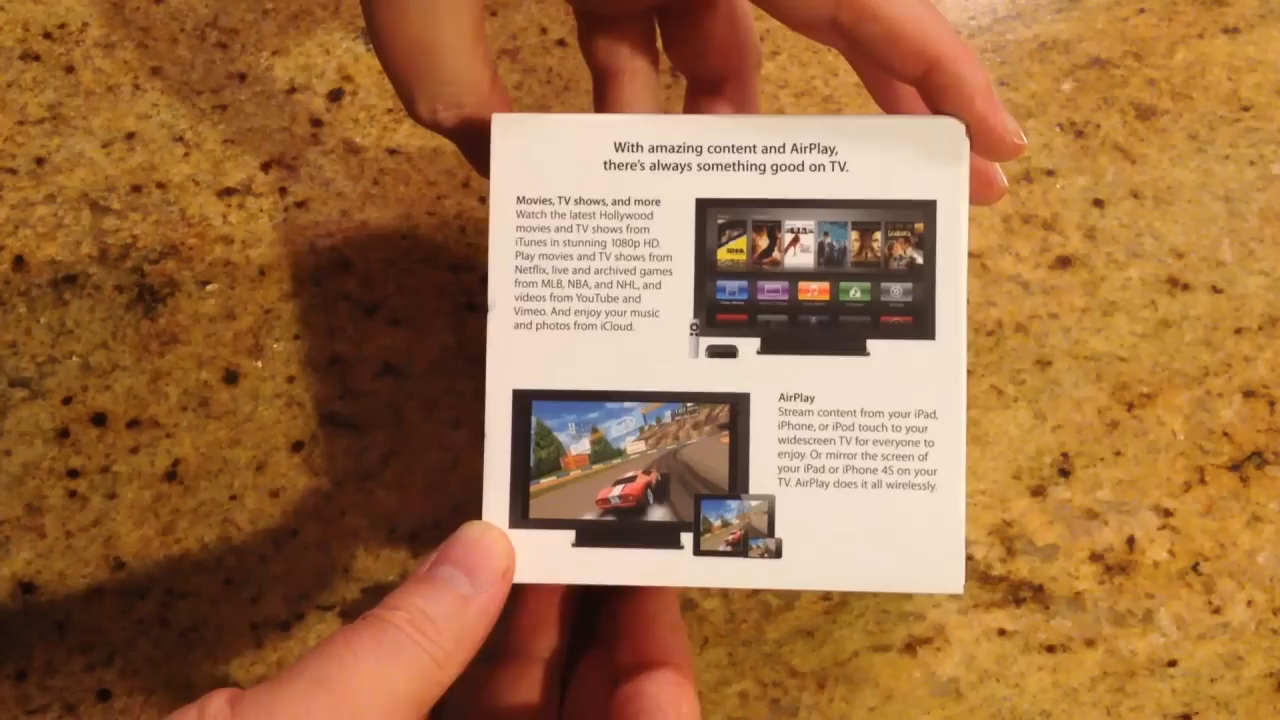 With amazing content and AirPlay,
there's always something good on TV.
Movies, TV shows, and more
Watch the latest Hollywood
movies and TV shows from
iTunes in stunning 1080p HD.
Play movies and TV shows from
Netflix, live and archived games
from MLB, NBA, and NHL, and
videos from YouTube and
Vimeo. And enjoy your music
and photos from iCloud.
AirPlay
Stream content from your iPad,
iPhone, or iPod touch to your
widescreen TV for everyone to
enjoy. Or mirror the screen of
your iPad or iPhone 4S on your
TV. AirPlay does it all wirelessly.